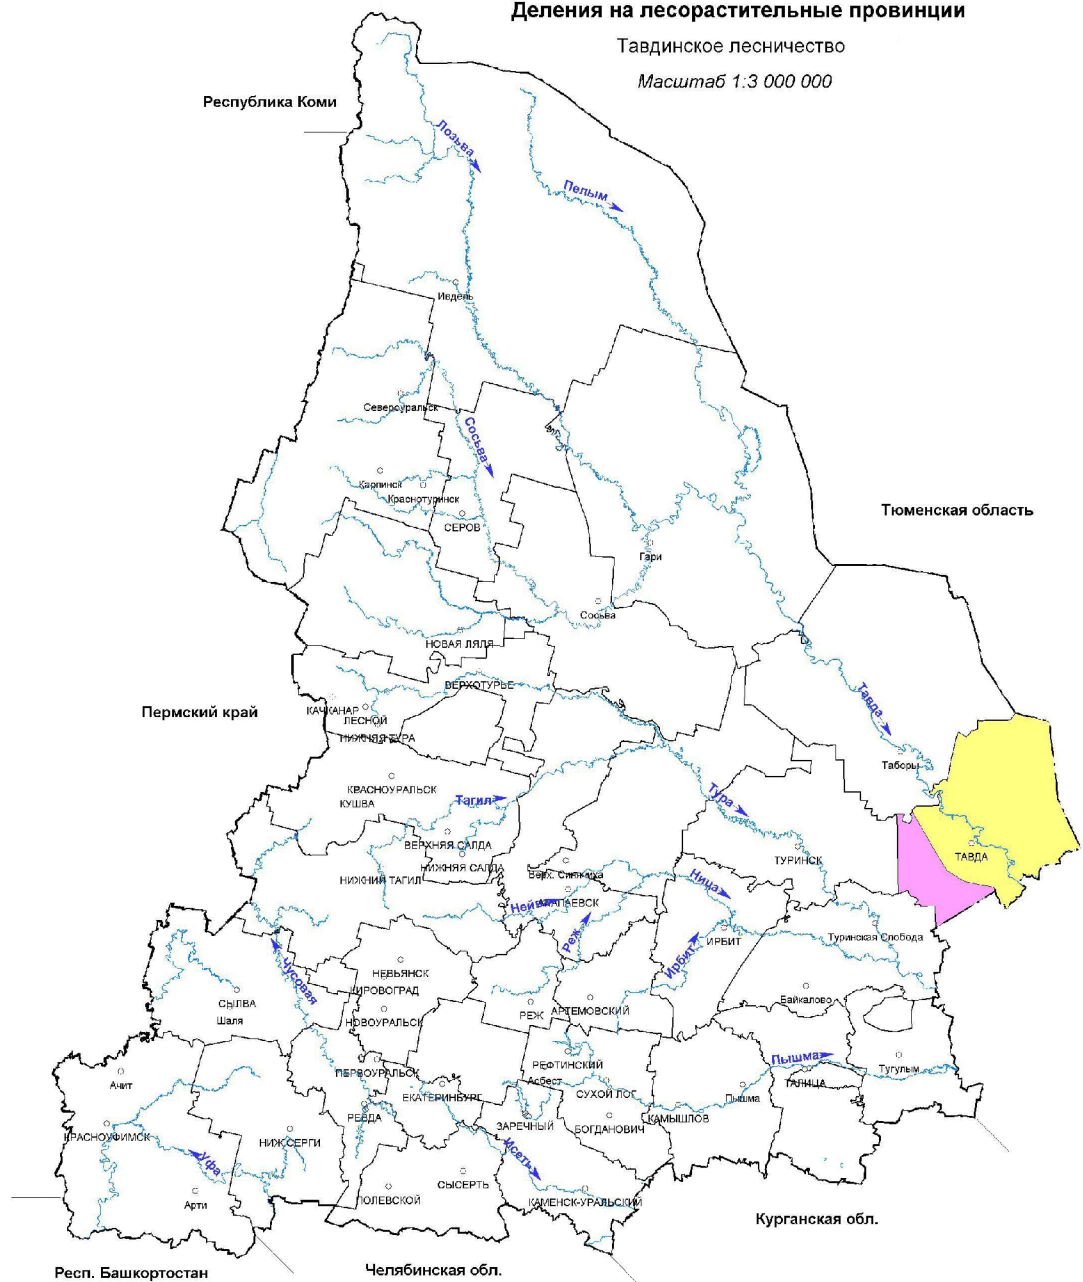 Деления на лесорастительные провинции
Тавдинское лесничество
Масштаб 1:3 000 000
Республика Коми
Лозьва
Пелым
Ивдель
Североуральск
Сосьва
Карпинск
Краснотуринск
СЕРОВ
Тюменская область
Гари
Сосьва
НОВАЯ ЛЯЛЯ
ВЕРХОТУРЬЕ
Пермский край
КАЧКАНАР
ЛЕСНОЙ
НИЖНЯЯ ТУРА
Тавда
Таборы
КРАСНОУРАЛЬСК
КУШВА
Тагил
Тура
ВЕРХНЯЯ САЛДА
НИЖНЯЯ САЛДА
ТУРИНСК
ТАВДА
НИЖНИЙ ТАГИЛ
Верх. Синячиха
Ница
Нейва
АЛАПАЕВСК
Реж
ИРБИТ
Туринская Слобода
Ирбит
Чусовая
НЕВЬЯНСК
КИРОВОГРАД
СЫЛВА
Шаля
НОВОУРАЛЬСК
РЕЖ
АРТЕМОВСКИЙ
Байкалово
Ачит
ПЕРВОУРАЛЬСК
РЕФТИНСКИЙ
Асбест
Пышма
Тугулым
ТАЛИЦА
ЕКАТЕРИНБУРГ
СУХОЙ ЛОГ
Пышма
РЕВДА
ЗАРЕЧНЫЙ
БОГДАНОВИЧ
КАМЫШЛОВ
КРАСНОУФИМСК
НИЖ.СЕРГИ
Уфа
Исеть
СЫСЕРТЬ
Арти
ПОЛЕВСКОЙ
КАМЕНСК-УРАЛЬСКИЙ
Курганская обл.
Респ. Башкортостан
Челябинская обл.